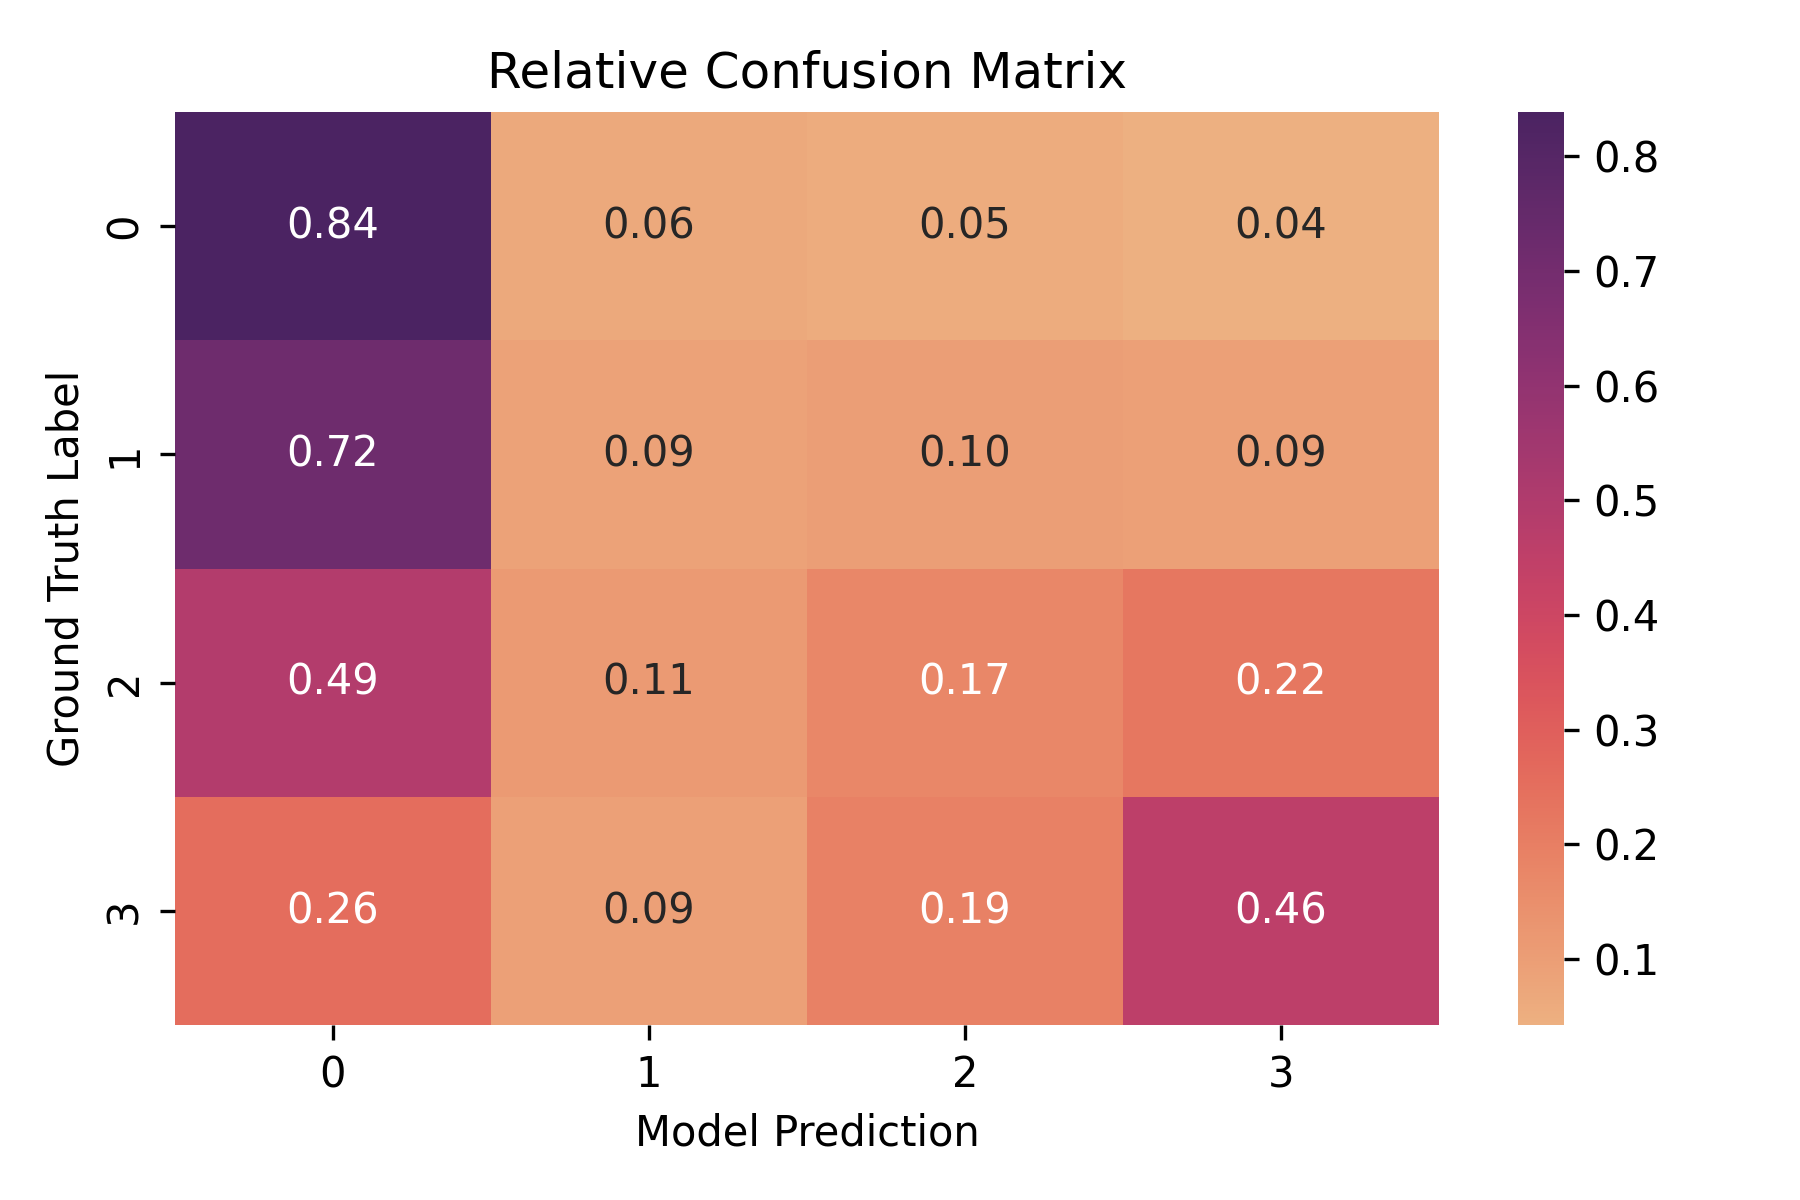 Relative Confusion Matrix
Ground Truth Label
0 0.84 0.06 0.05 0.04
1 0.72 0.09 0.10 0.09
2 0.49 0.11 0.17 0.22
3 0.26 0.09 0.19 0.46
0 1 2 3
Model Prediction
0.8
0.7
0.6
0.5
0.4
0.3
0.2
0.1